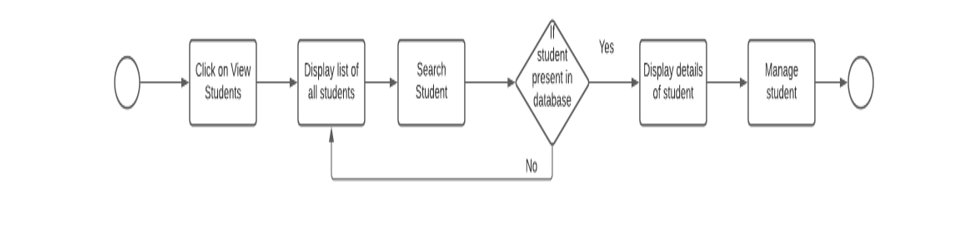 Click on View
Students
Display list of
all students
Search
Student
If
student
present in
database
Yes
No
Display details
of student
Manage
student